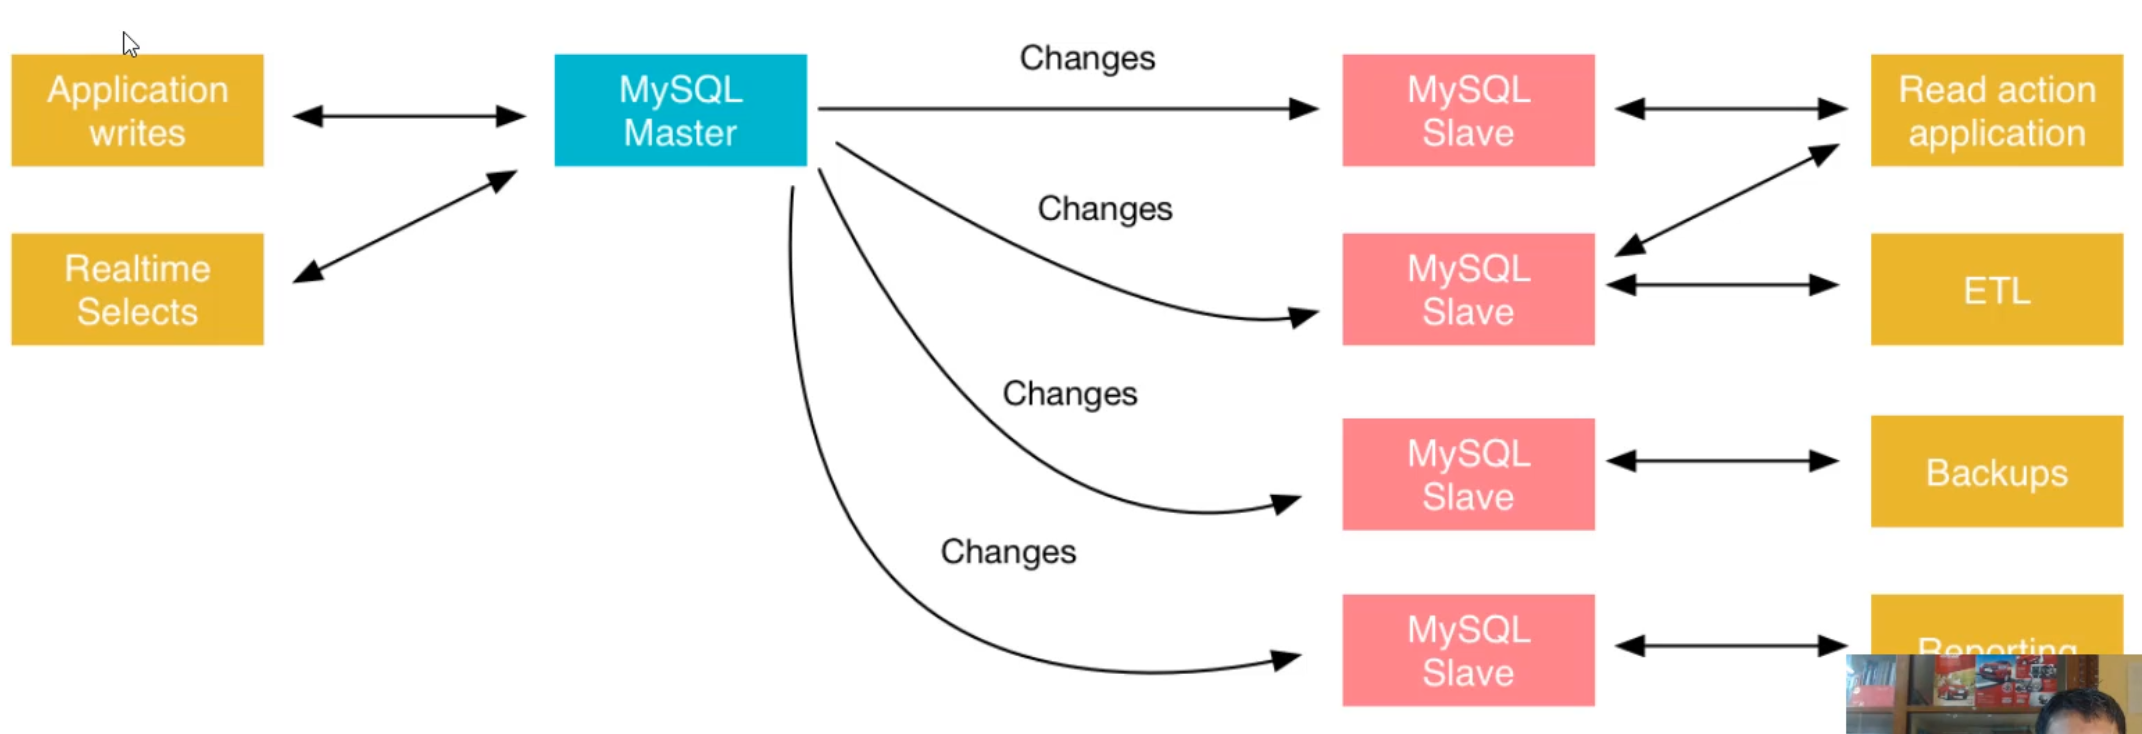 Application
writes
MySQL
Master
Changes
MySQL
Slave
Read action
application
Realtime
Selects
Changes
MySQL
Slave
ETL
Changes
MySQL
Slave
Backups
Changes
MySQL
Slave
Reporting